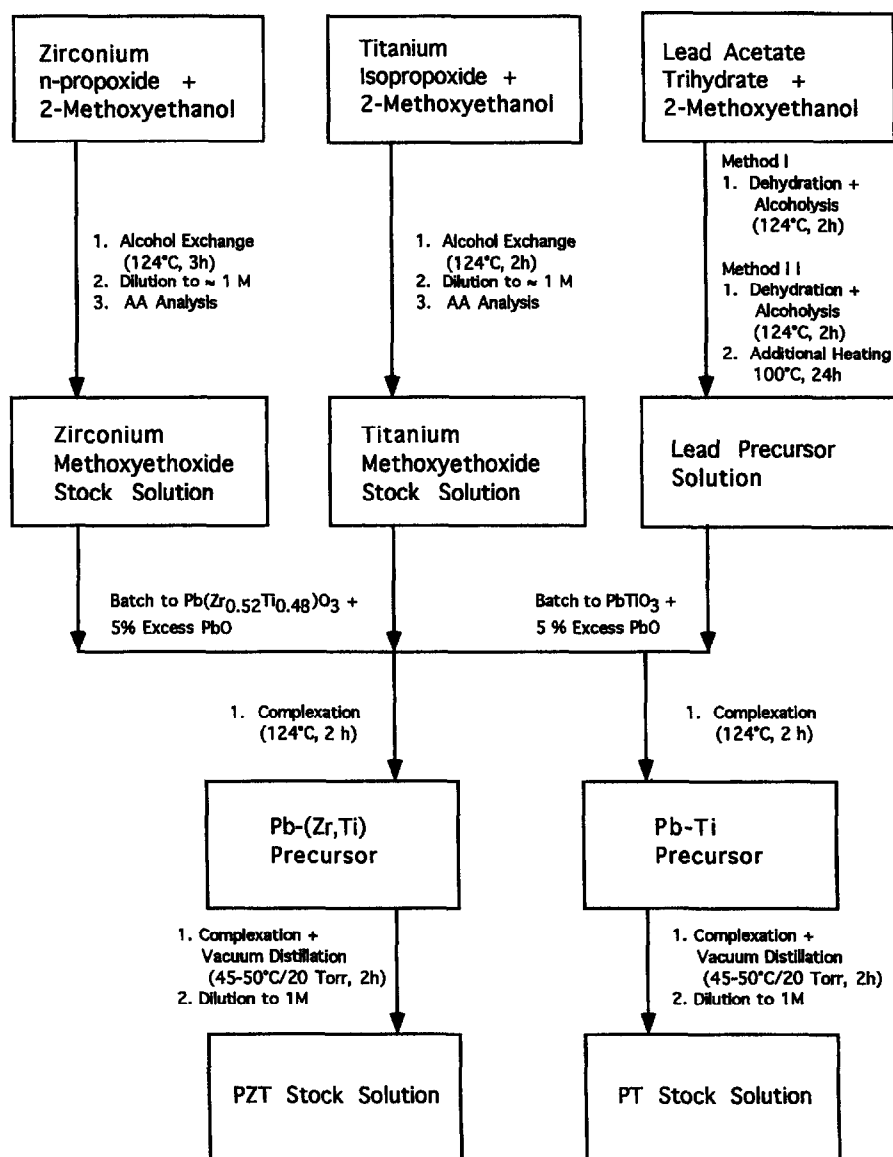 Zirconium
n-propoxide +
2-Methoxyethanol
Titanium
Isopropoxide +
2-Methoxyethanol
Lead Acetate
Trihydrate +
2-Methoxyethanol
1. Alcohol Exchange
(124°C, 3h)
2. Dilution to ≈ 1 M
3. AA Analysis
1. Alcohol Exchange
(124°C, 2h)
2. Dilution to ≈ 1 M
3. AA Analysis
Method I
1. Dehydration +
Alcoholysis
(124°C, 2h)
Method II
1. Dehydration +
Alcoholysis
(124°C, 2h)
2. Additional Heating
100°C, 24h
Zirconium
Methoxyethoxide
Stock Solution
Titanium
Methoxyethoxide
Stock Solution
Lead Precursor
Solution
Batch to Pb(Zr0.52Ti0.48)O3 +
5% Excess PbO
Batch to PbTiO3 +
5 % Excess PbO
1. Complexation
(124°C, 2 h)
1. Complexation
(124°C, 2 h)
Pb-(Zr,Ti)
Precursor
Pb-Ti
Precursor
1. Complexation +
Vacuum Distillation
(45-50°C/20 Torr, 2h)
2. Dilution to 1M
1. Complexation +
Vacuum Distillation
(45-50°C/20 Torr, 2h)
2. Dilution to 1M
PZT Stock Solution
PT Stock Solution